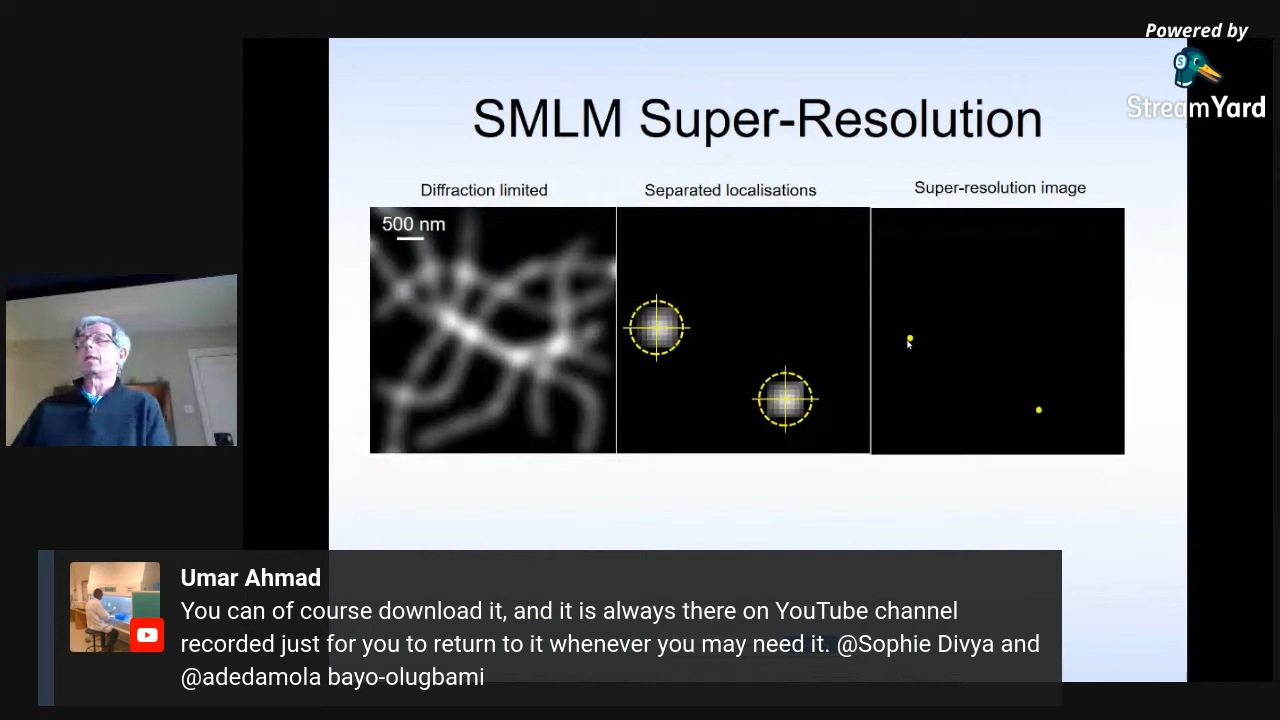 Powered by
StreamYard
SMLM Super-Resolution
Diffraction limited
Separated localisations
Super-resolution image
500 nm
Umar Ahmad
You can of course download it, and it is always there on YouTube channel
recorded just for you to return to it whenever you may need it. @Sophie Divya and
@adedamola bayo-olugbami